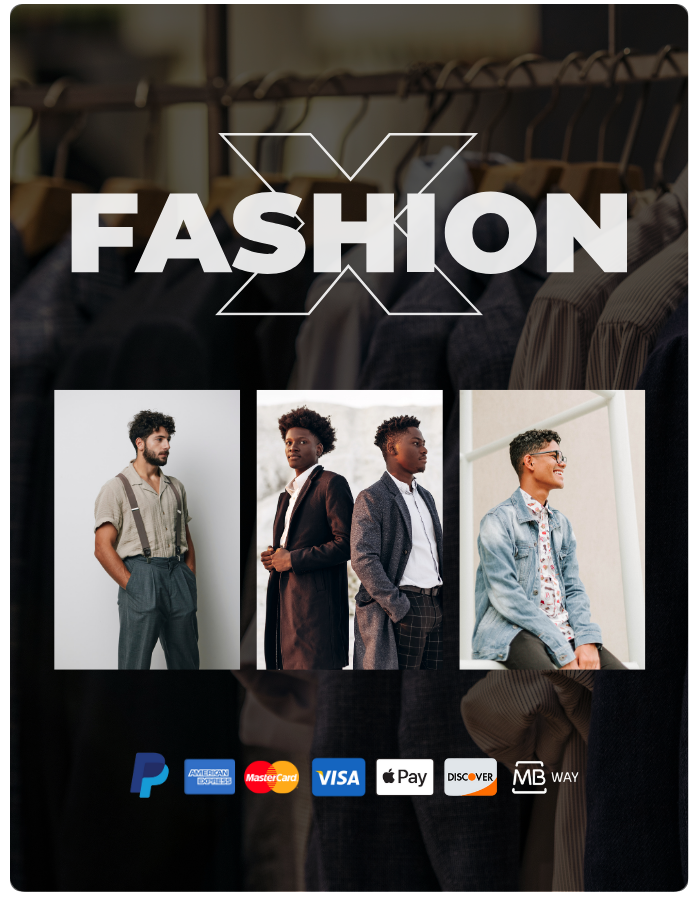 X
FASHION
AMERICAN
EXPRESS
MasterCard
VISA
Pay
DISCOVER
MB WAY